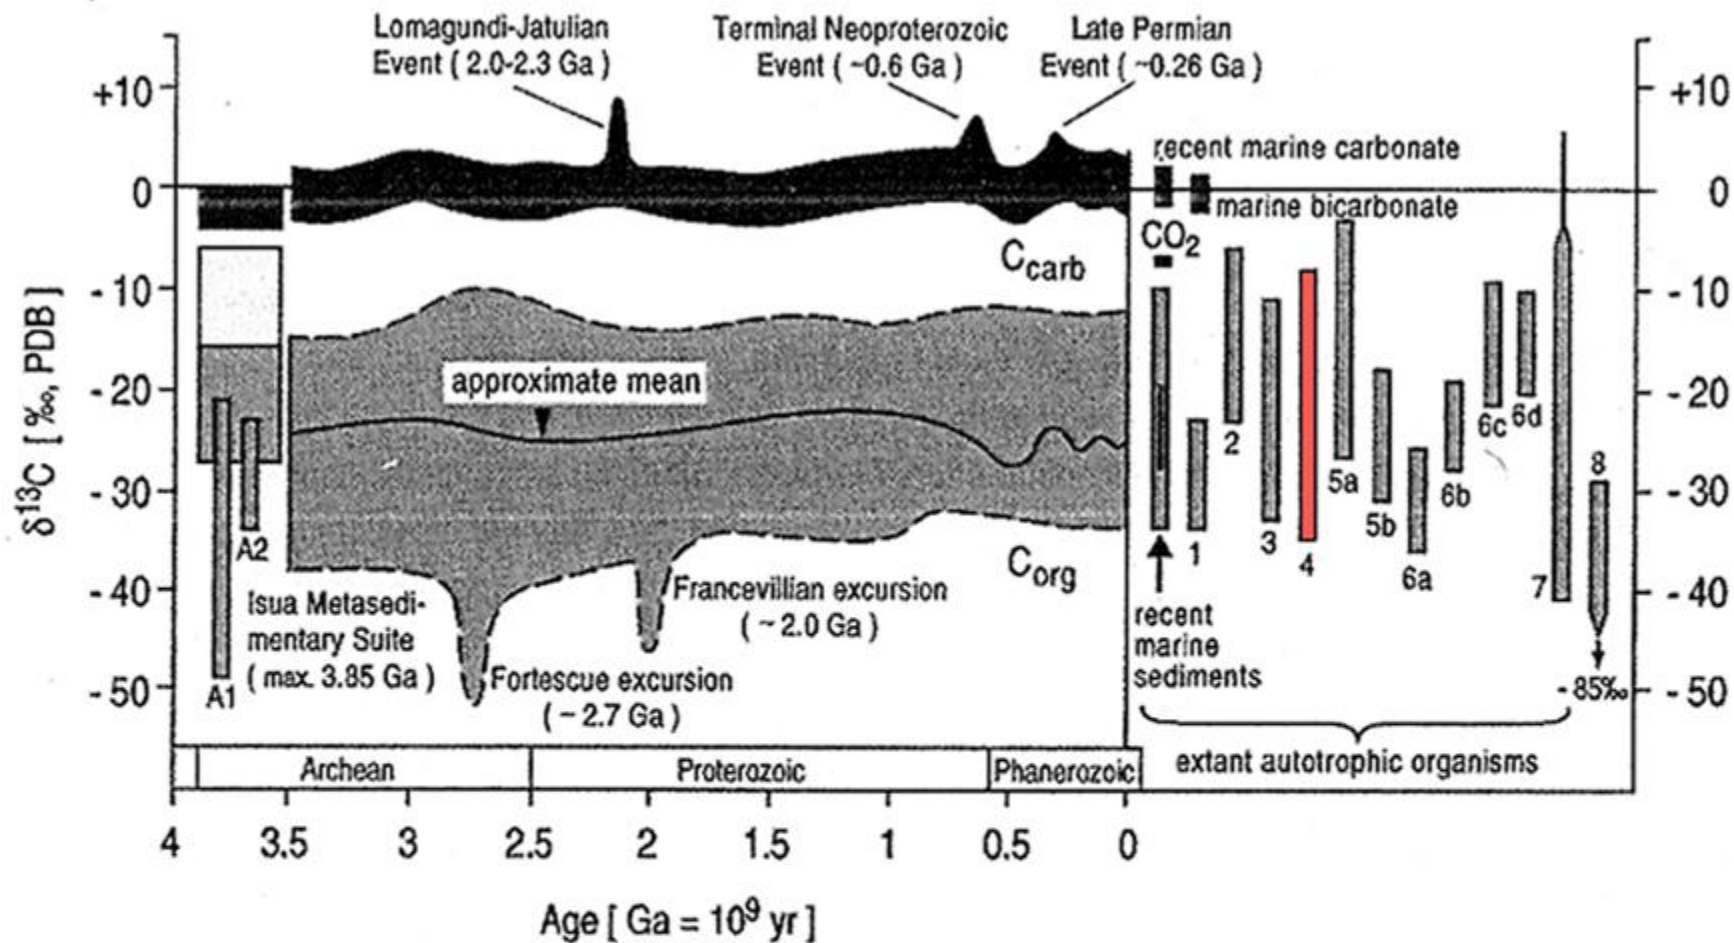 Lomagundi-Jatulian
Event ( 2.0-2.3 Ga )
Terminal Neoproterozoic
Event ( ~0.6 Ga )
Late Permian
Event ( ~0.26 Ga )
+10
0
- 10
- 20
- 30
- 40
- 50
δ13C [ ‰, PDB ]
+10
0
- 10
- 20
- 30
- 40
- 50
recent marine carbonate
marine bicarbonate
CO2
Ccarb
approximate mean
Corg
A1
A2
Isua Metasedi-
mentary Suite
( max. 3.85 Ga )
Fortescue excursion
( ~ 2.7 Ga )
Francevillian excursion
( ~ 2.0 Ga )
recent
marine
sediments
1
2
3
4
5a
5b
6a
6b
6c
6d
7
8
- 85‰
extant autotrophic organisms
Archean
Proterozoic
Phanerozoic
4
3.5
3
2.5
2
1.5
1
0.5
0
Age [ Ga = 10⁹ yr ]